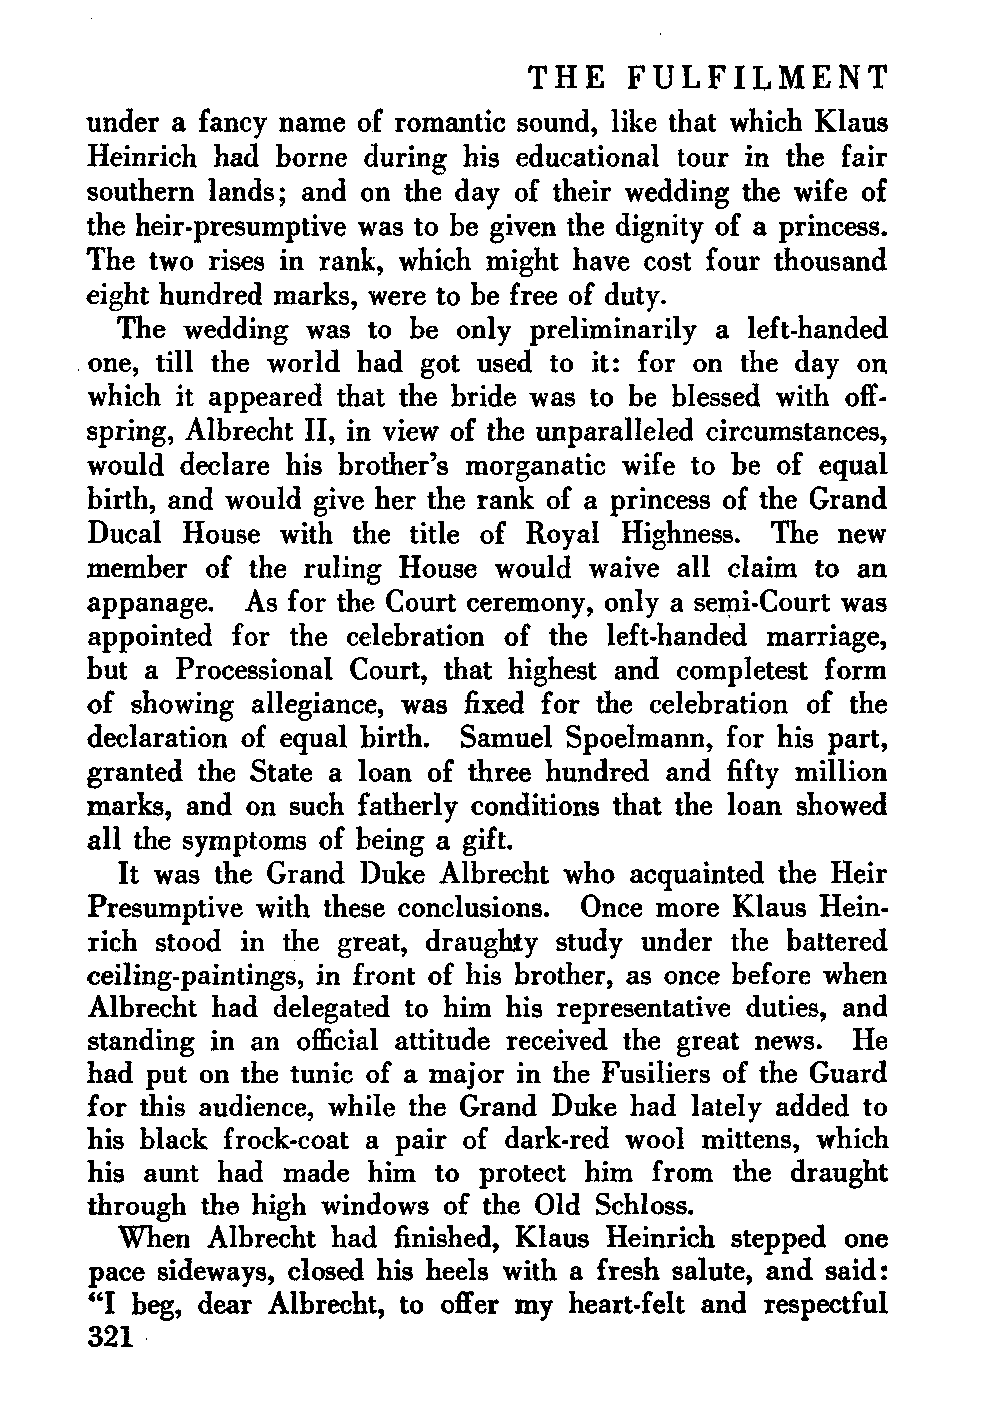 THE FULFILMENT
under a fancy name of romantic sound, like that which Klaus
Heinrich had borne during his educational tour in the fair
southern lands; and on the day of their wedding the wife of
the heir-presumptive was to be given the dignity of a princess.
The two rises in rank, which might have cost four thousand
eight hundred marks, were to be free of duty.
The wedding was to be only preliminarily a left-handed
one, till the world had got used to it: for on the day on
which it appeared that the bride was to be blessed with off-
spring, Albrecht II, in view of the unparalleled circumstances,
would declare his brother's morganatic wife to be of equal
birth, and would give her the rank of a princess of the Grand
Ducal House with the title of Royal Highness. The new
member of the ruling House would waive all claim to an
appanage. As for the Court ceremony, only a semi-Court was
appointed for the celebration of the left-handed marriage,
but a Processional Court, that highest and completest form
of showing allegiance, was fixed for the celebration of the
declaration of equal birth. Samuel Spoelmann, for his part,
granted the State a loan of three hundred and fifty million
marks, and on such fatherly conditions that the loan showed
all the symptoms of being a gift.
It was the Grand Duke Albrecht who acquainted the Heir
Presumptive with these conclusions. Once more Klaus Hein-
rich stood in the great, draughty study under the battered
ceiling-paintings, in front of his brother, as once before when
Albrecht had delegated to him his representative duties, and
standing in an official attitude received the great news. He
had put on the tunic of a major in the Fusiliers of the Guard
for this audience, while the Grand Duke had lately added to
his black frock-coat a pair of dark-red wool mittens, which
his aunt had made him to protect him from the draught
through the high windows of the Old Schloss.
When Albrecht had finished, Klaus Heinrich stepped one
pace sideways, closed his heels with a fresh salute, and said:
"I beg, dear Albrecht, to offer my heart-felt and respectful
321